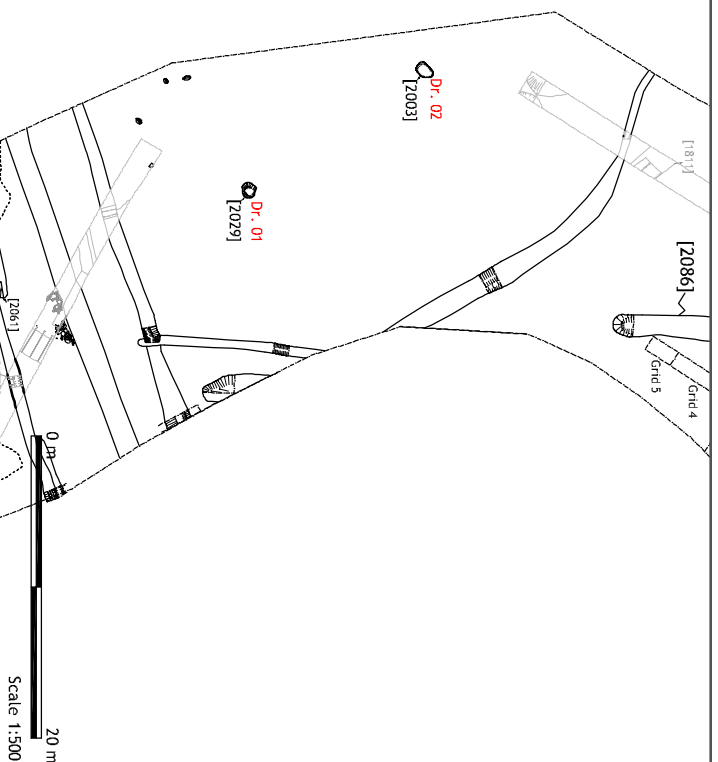 [1811]
[2086]
Grid 4
Grid 5
Dr. 02
[2003]
Dr. 01
[2029]
[2061]
0 m
20 m
Scale 1:500